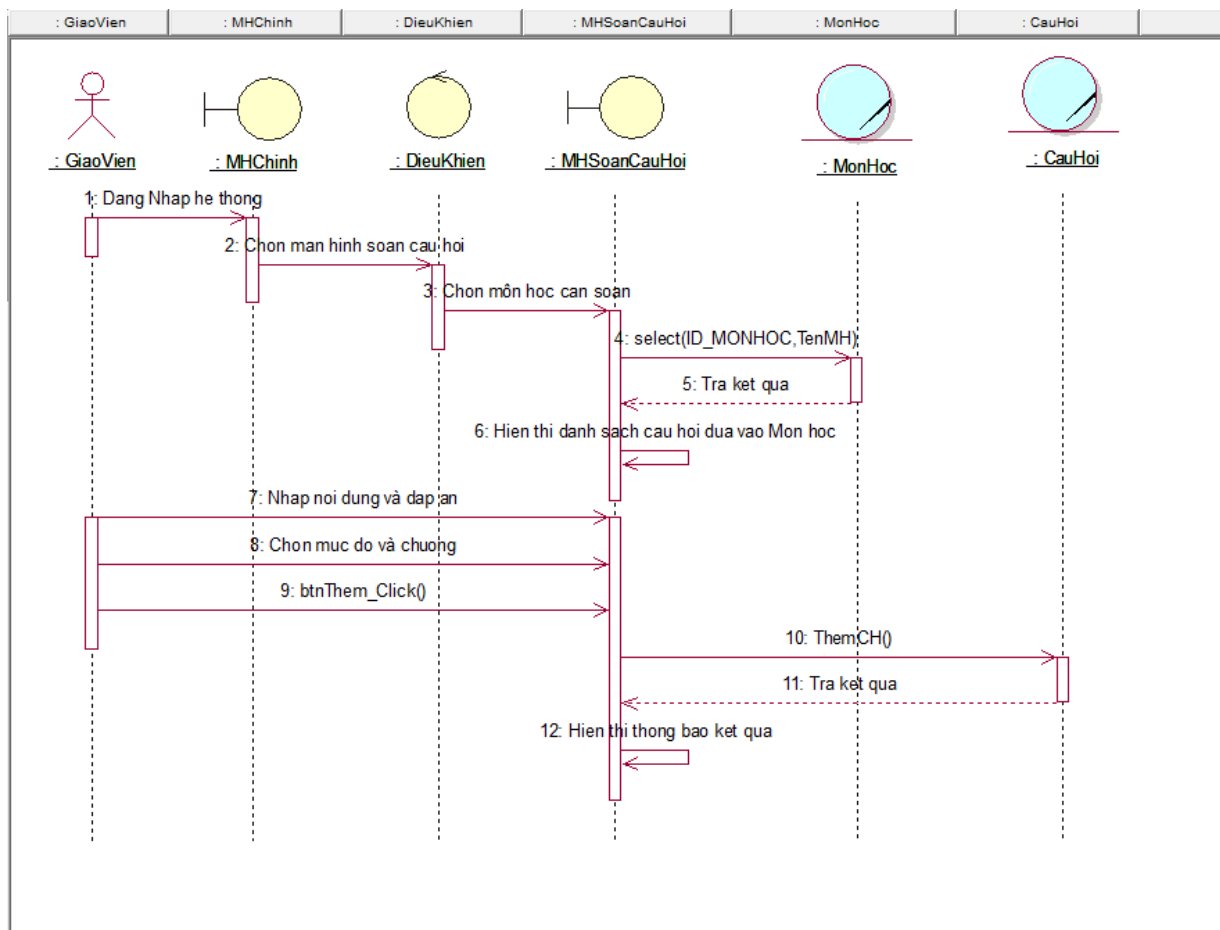 : GiaoVien : MHChinh : DieuKhien : MHSoanCauHoi : MonHoc : CauHoi
: GiaoVien : MHChinh : DieuKhien : MHSoanCauHoi : MonHoc : CauHoi
1: Dang Nhap he thong
2: Chon man hinh soan cau hoi
3: Chon môn hoc can soan
4: select(ID_MONHOC,TenMH)
5: Tra ket qua
6: Hien thi danh sach cau hoi dua vao Mon hoc
7: Nhap noi dung và dap an
8: Chon muc do và chuong
9: btnThem_Click()
10: ThemCH()
11: Tra ket qua
12: Hien thi thong bao ket qua